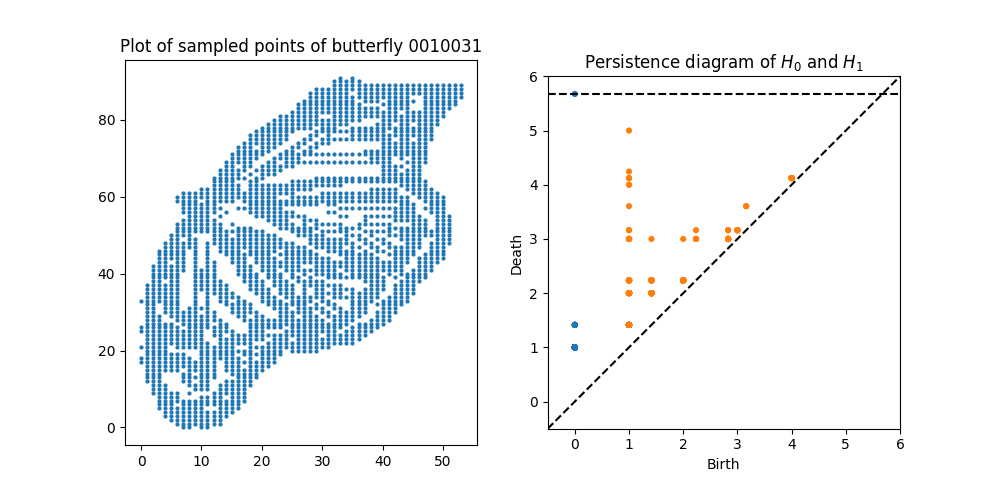 Plot of sampled points of butterfly 0010031
80
60
40
20
0
0 10 20 30 40 50
Persistence diagram of $H_0$ and $H_1$
6
5
4
3
2
1
0
Death
0 1 2 3 4 5 6
Birth